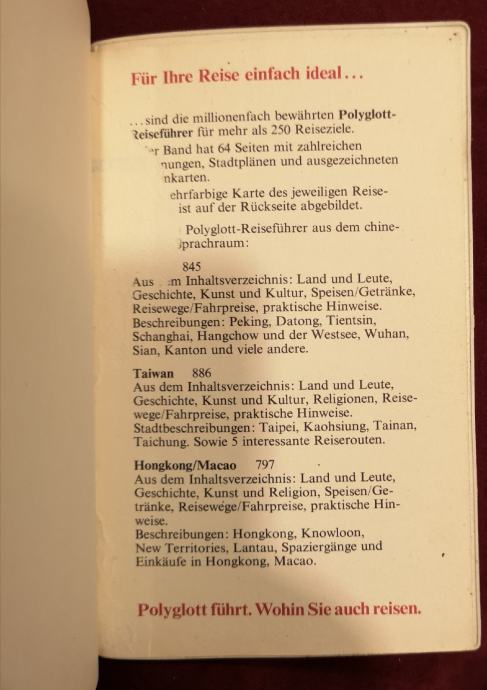 Für Ihre Reise einfach ideal...
...sind die millionenfach bewährten Polyglott-
Reiseführer für mehr als 250 Reiseziele.
Band hat 64 Seiten mit zahlreichen
Stadtplänen und ausgezeichneten
des jeweiligen Reise-
ist auf der Rückseite abgebildet.
Polyglott-Reiseführer aus dem chine-
845
Aus Inhaltsverzeichnis: Land und Leute,
Geschichte, Kunst und Kultur, Speisen/Getränke,
Reisewege/Fahrpreise, praktische Hinweise.
Beschreibungen: Peking, Datong, Tientsin,
Schanghai, Hangchow und der Westsee, Wuhan,
Sian, Kanton und viele andere.
Taiwan 886
Aus dem Inhaltsverzeichnis: Land und Leute,
Geschichte, Kunst und Kultur, Religionen, Reise-
wege/Fahrpreise, praktische Hinweise.
Stadtbeschreibungen: Taipei, Kaohsiung, Tainan,
Taichung. Sowie 5 interessante Reiserouten.
Hongkong/Macao 797
Aus dem Inhaltsverzeichnis: Land und Leute,
Geschichte, Kunst und Religion, Speisen/Ge-
tränke, Reisewege/Fahrpreise, praktische Hin-
weise.
Beschreibungen: Hongkong, Knowloon,
New Territories, Lantau, Spaziergänge und
Einkäufe in Hongkong, Macao.
Polyglott führt. Wohin Sie auch reisen.